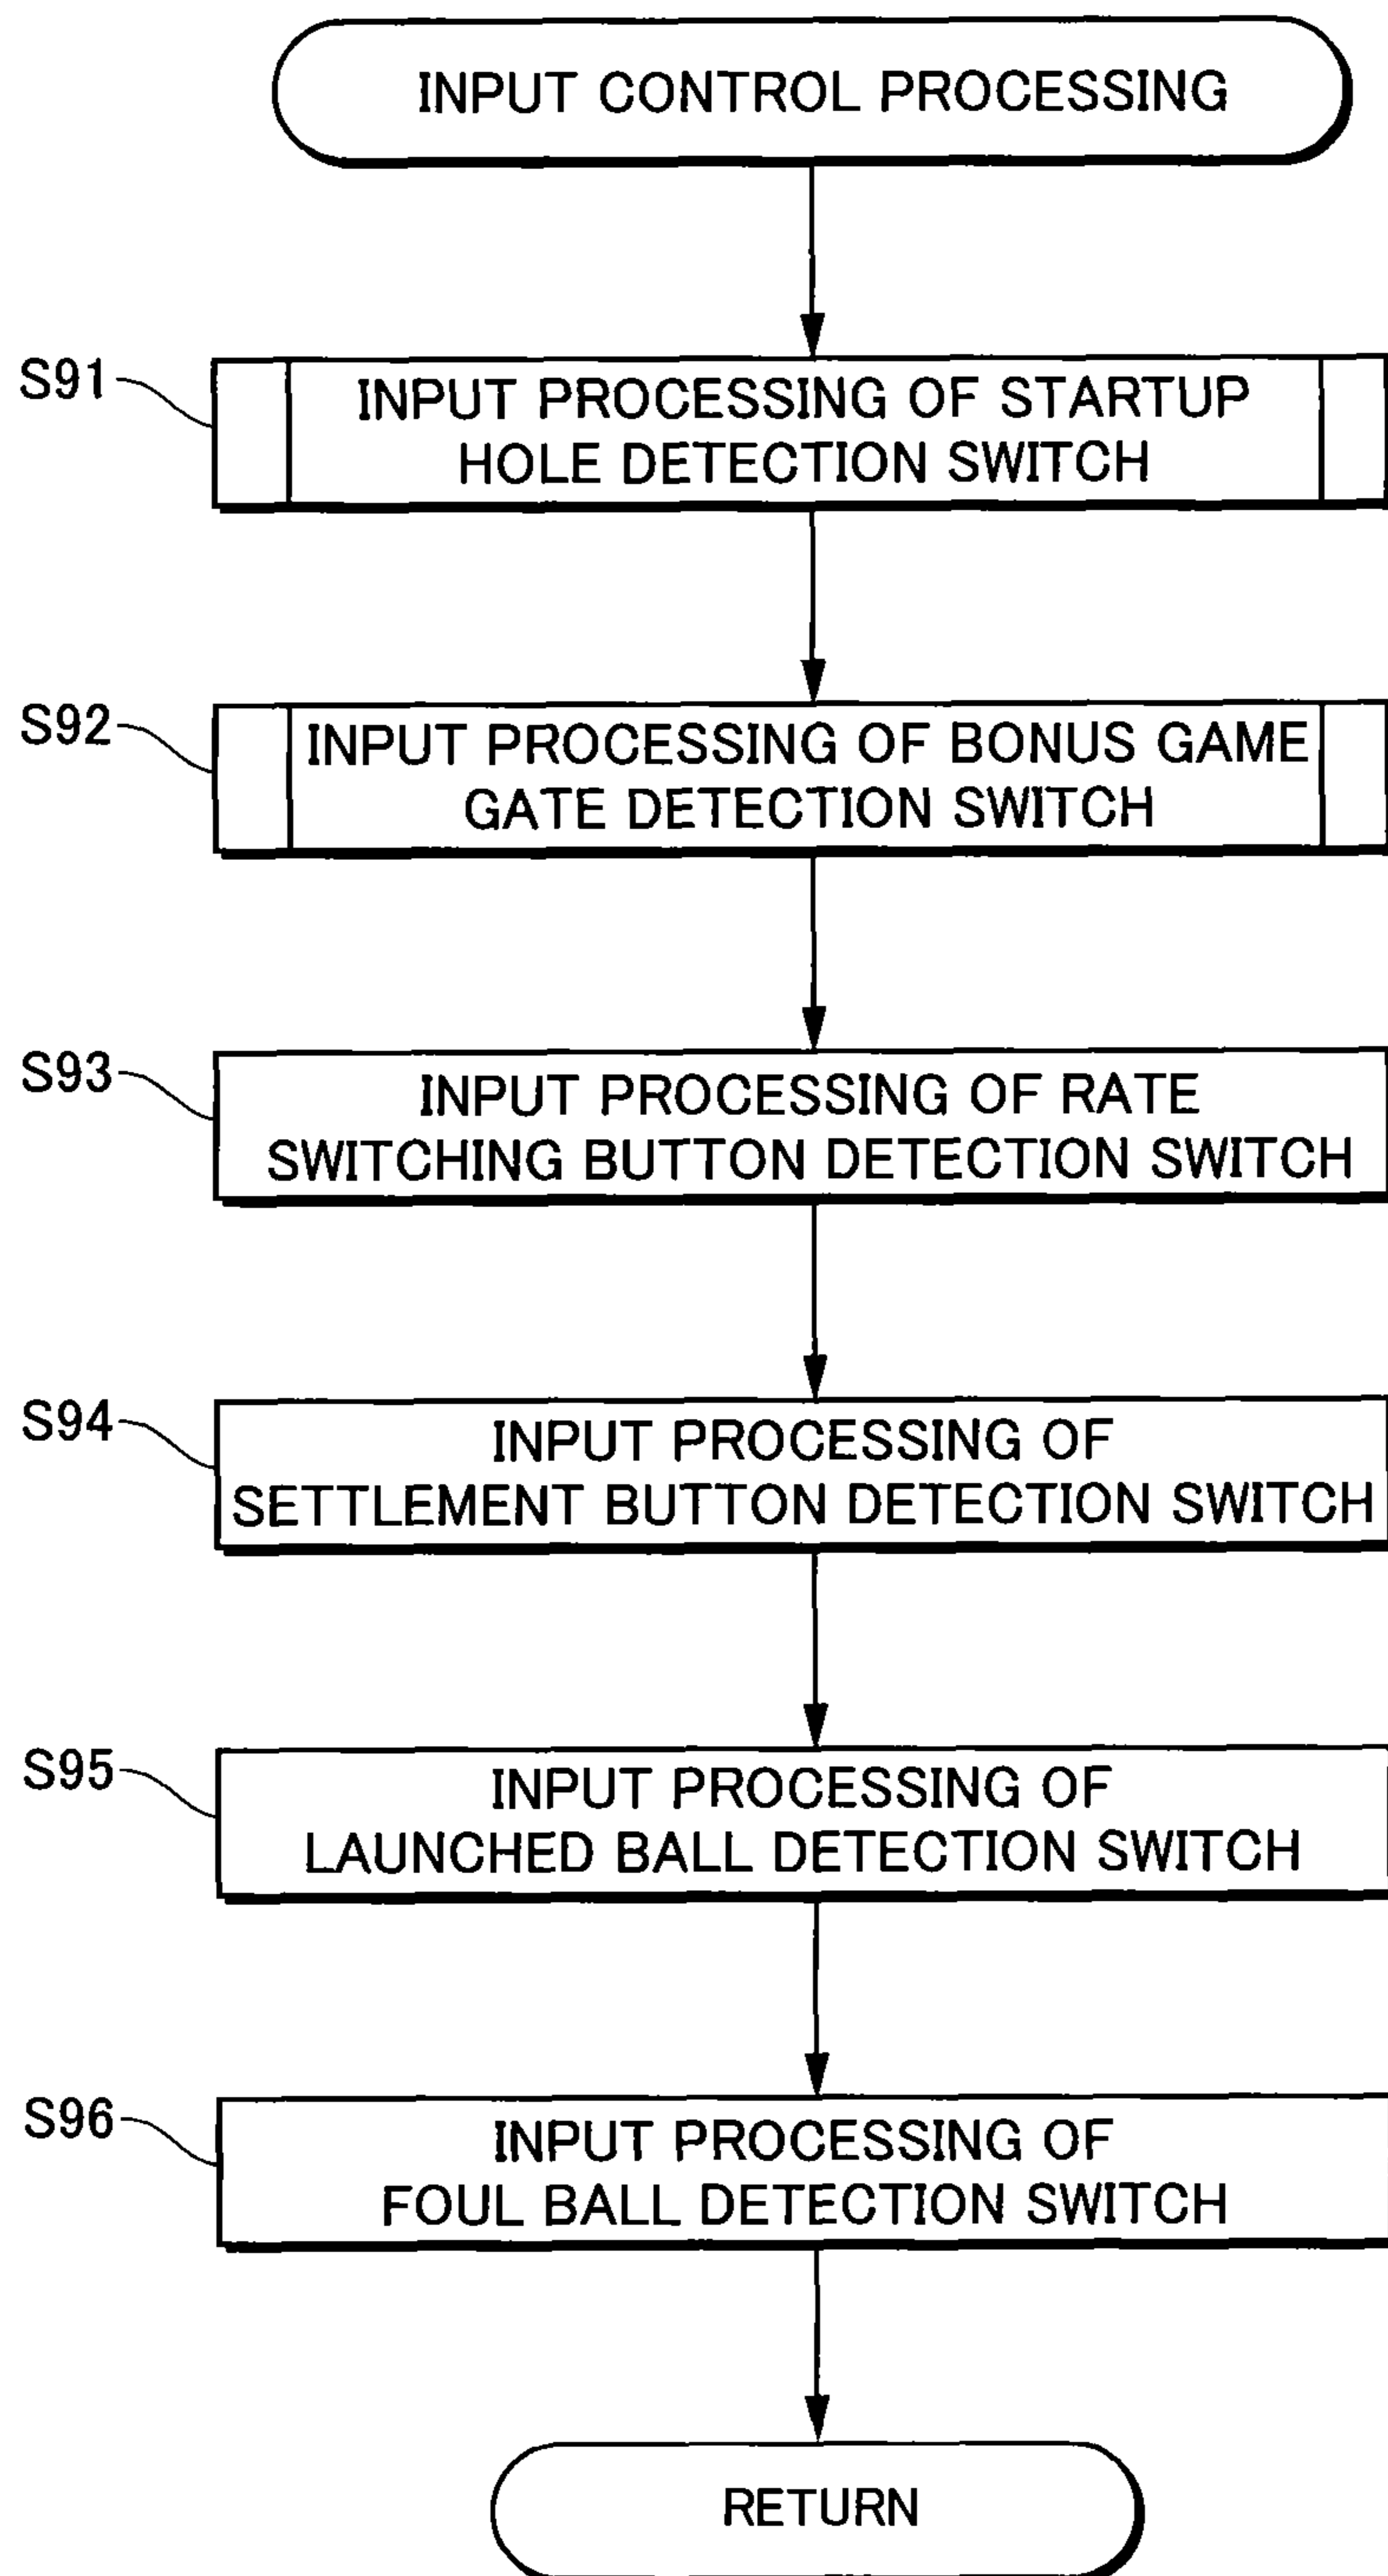 INPUT CONTROL PROCESSING
S91
INPUT PROCESSING OF STARTUP
HOLE DETECTION SWITCH
S92
INPUT PROCESSING OF BONUS GAME
GATE DETECTION SWITCH
S93
INPUT PROCESSING OF RATE
SWITCHING BUTTON DETECTION SWITCH
S94
INPUT PROCESSING OF
SETTLEMENT BUTTON DETECTION SWITCH
S95
INPUT PROCESSING OF
LAUNCHED BALL DETECTION SWITCH
S96
INPUT PROCESSING OF
FOUL BALL DETECTION SWITCH
RETURN